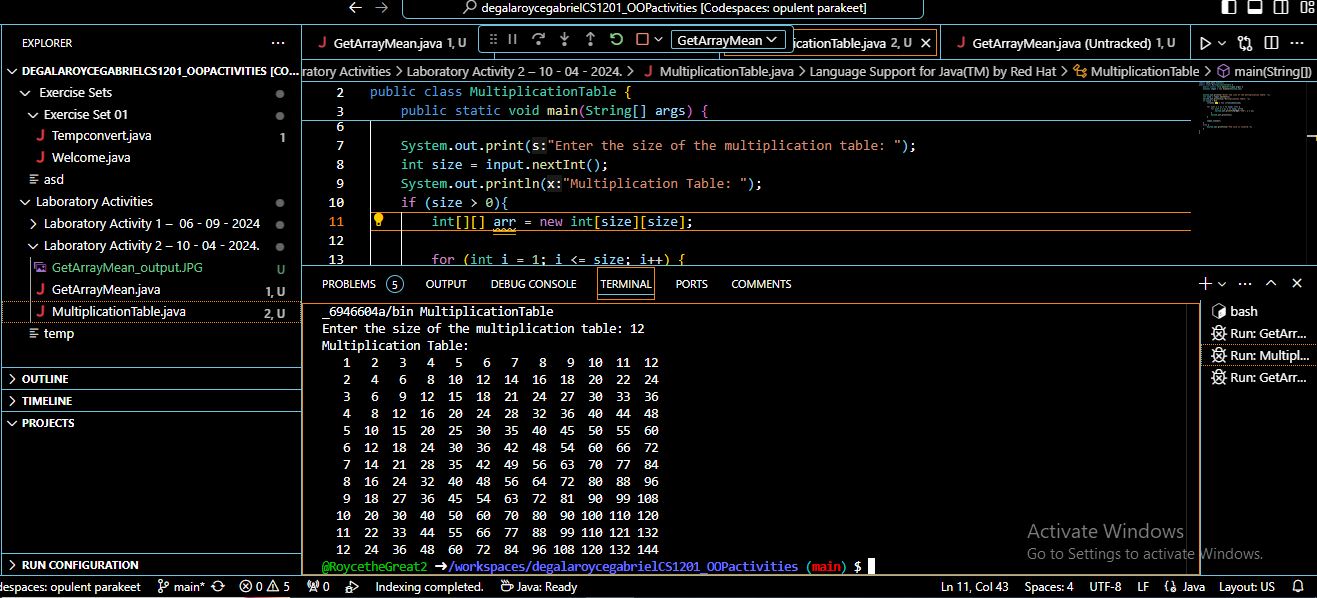 degalaroycegabrielCS1201_OOPactivities [Codespaces: opulent parakeet]
EXPLORER
DEGALAROYCEGABRIELCS1201_OOPACTIVITIES [CO...
Exercise Sets
Exercise Set 01
Tempconvert.java 1
Welcome.java
asd
Laboratory Activities
Laboratory Activity 1 – 06 - 09 - 2024
Laboratory Activity 2 – 10 - 04 - 2024.
GetArrayMean_output.JPG U
GetArrayMean.java 1, U
MultiplicationTable.java 2, U
temp
OUTLINE
TIMELINE
PROJECTS
RUN CONFIGURATION
GetArrayMean.java 1, U
GetArrayMean
icationTable.java 2, U
GetArrayMean.java (Untracked) 1, U
ratory Activities > Laboratory Activity 2 – 10 - 04 - 2024. > MultiplicationTable.java > Language Support for Java(TM) by Red Hat > MultiplicationTable > main(String[])
2 public class MultiplicationTable {
3 public static void main(String[] args) {
6
7 System.out.print(s:"Enter the size of the multiplication table: ");
8 int size = input.nextInt();
9 System.out.println(x:"Multiplication Table: ");
10 if (size > 0){
11 int[][] arr = new int[size][size];
12
13 for (int i = 1; i <= size; i++) {
PROBLEMS 5 OUTPUT DEBUG CONSOLE TERMINAL PORTS COMMENTS
_6946604a/bin MultiplicationTable
Enter the size of the multiplication table: 12
Multiplication Table:
1 2 3 4 5 6 7 8 9 10 11 12
2 4 6 8 10 12 14 16 18 20 22 24
3 6 9 12 15 18 21 24 27 30 33 36
4 8 12 16 20 24 28 32 36 40 44 48
5 10 15 20 25 30 35 40 45 50 55 60
6 12 18 24 30 36 42 48 54 60 66 72
7 14 21 28 35 42 49 56 63 70 77 84
8 16 24 32 40 48 56 64 72 80 88 96
9 18 27 36 45 54 63 72 81 90 99 108
10 20 30 40 50 60 70 80 90 100 110 120
11 22 33 44 55 66 77 88 99 110 121 132
12 24 36 48 60 72 84 96 108 120 132 144
@RoycetheGreat2 ➜/workspaces/degalaroycegabrielCS1201_OOPactivities (main) $
bash
Run: GetArr...
Run: Multipl...
Run: GetArr...
Activate Windows
Go to Settings to activate Windows.
despaces: opulent parakeet main* 0 5 0 Indexing completed. Java: Ready Ln 11, Col 43 Spaces: 4 UTF-8 LF {} Java Layout: US